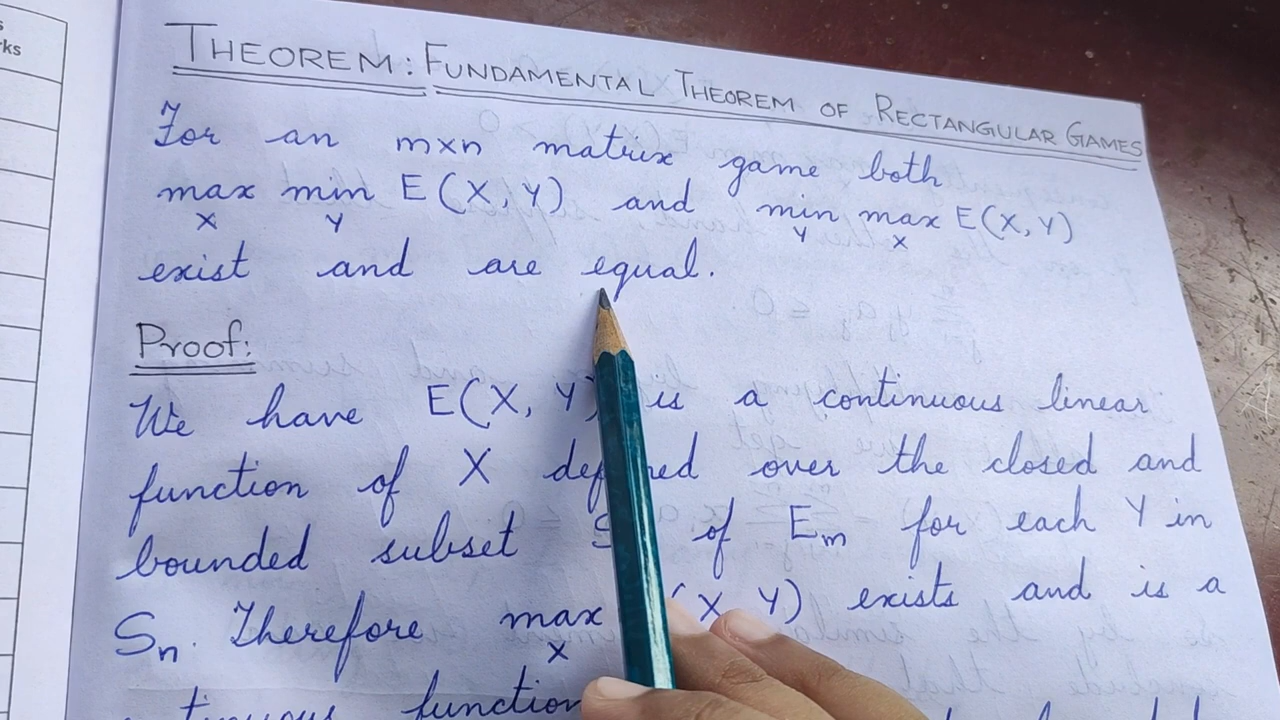 THEOREM: FUNDAMENTAL THEOREM OF RECTANGULAR GAMES
For an m×n matrix game both
max min E(X, Y) and min max E(X, Y)
X Y Y X
exist and are equal.
Proof:
We have E(X, Y) is a continuous linear
function of X defined over the closed and
bounded subset of Em for each Y in
Sn. Therefore max (X, Y) exists and is a
X
function
ks